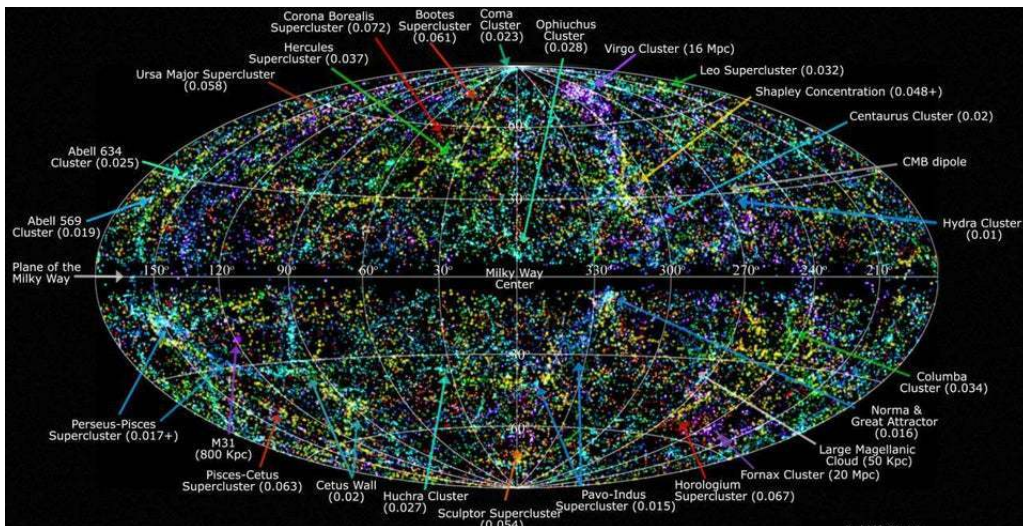 Corona Borealis
Supercluster (0.072)
Bootes
Supercluster
(0.061)
Coma
Cluster
(0.023)
Ophiuchus
Cluster
(0.028)
Hercules
Supercluster
(0.037)
Virgo Cluster (16 Mpc)
Ursa Major Supercluster
(0.058)
Leo Supercluster (0.032)
Shapley Concentration (0.048+)
Centaurus Cluster (0.02)
60
Abell 634
Cluster (0.025)
CMB dipole
30
Abell 569
Cluster (0.019)
Hydra Cluster
(0.01)
Plane of the
Milky Way
150°
120°
90°
60°
30°
Milky Way
Center
330°
300°
270°
240°
210°
30
Columba
Cluster (0.034)
Norma &
Great Attractor
(0.016)
60
Perseus-Pisces
Supercluster (0.017+)
M31
(800 Kpc)
Large Magellanic
Cloud (50 Kpc)
Pisces-Cetus
Supercluster (0.063)
Cetus Wall
(0.02)
Huchra Cluster
(0.027)
Sculptor Supercluster
(0.054)
Pavo-Indus
Supercluster (0.015)
Horologium
Supercluster (0.067)
Fornax Cluster (20 Mpc)